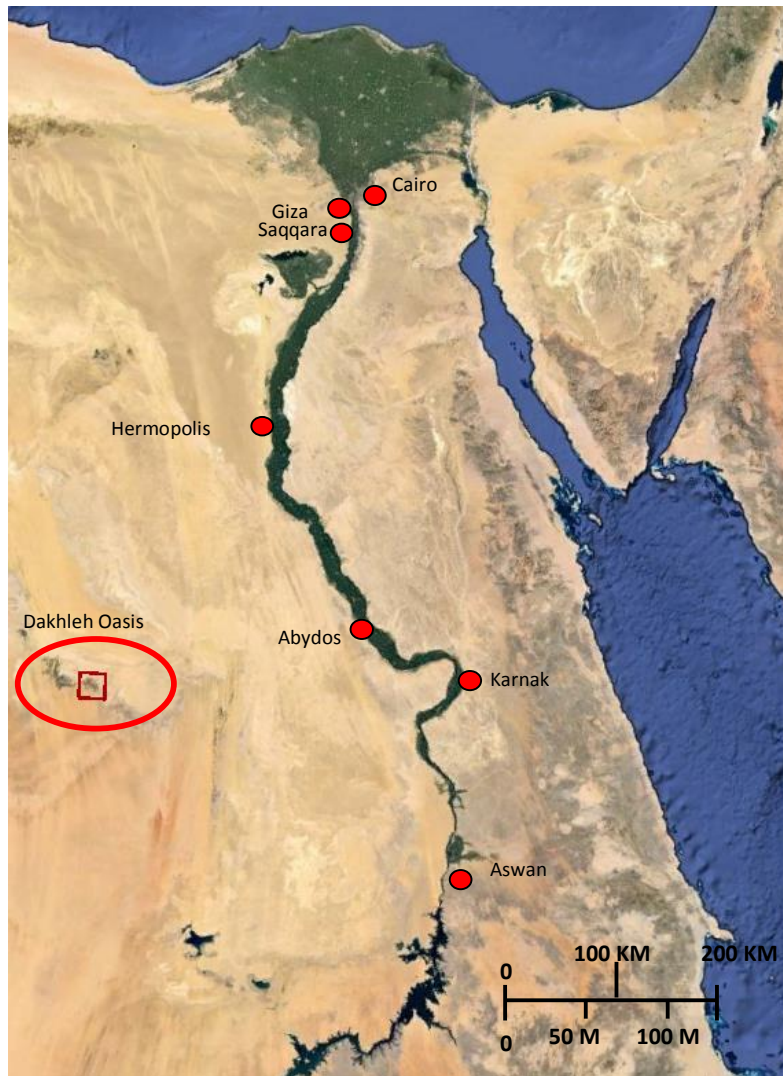 Cairo
Giza
Saqqara
Hermopolis
Dakhleh Oasis
Abydos
Karnak
Aswan
100 KM 200 KM
0
50 M 100 M
0